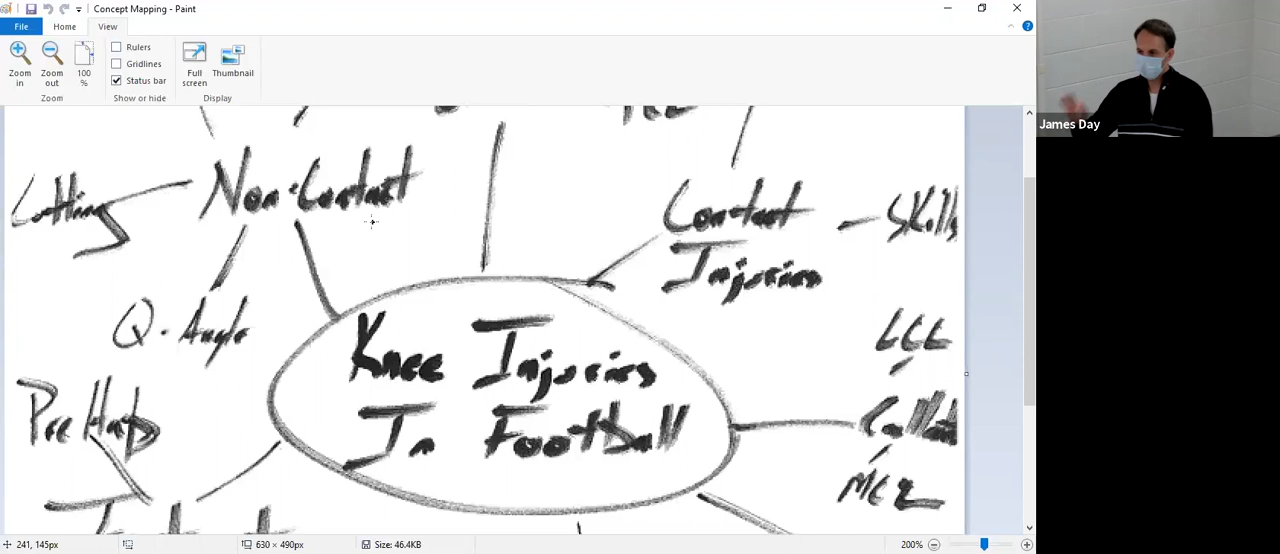 Concept Mapping - Paint
File Home View
Zoom in
Zoom out
100 %
Rulers
Gridlines
Status bar
Full screen
Thumbnail
Zoom
Show or hide
Display
James Day
Cutting
Non-Contact
Contact
Injuries
Skills
Q-Angle
Knee Injuries
In Football
LCL
MCL
241, 145px
630 × 490px
Size: 46.4KB
200%